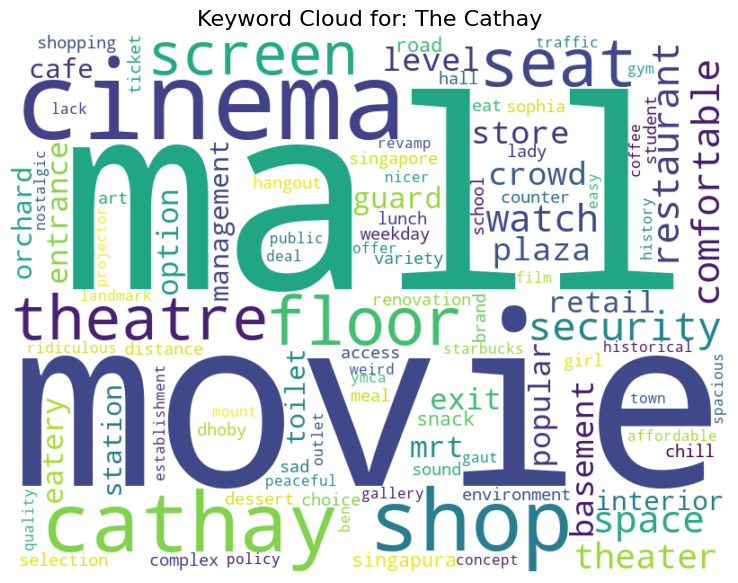 Keyword Cloud for: The Cathay
shopping
road
traffic
screen
level
seat
cafe
ticket
hall
gym
cinema
lack
eat
sophia
store
restaurant
comfortable
coffee
student
mall
orchard
nostalgic
entrance
art
projector
option
management
hangout
revamp
singapore
nicer
guard
lady
crowd
counter
school
watch
easy
history
public
deal
lunch
weekday
offer
variety
plaza
film
landmark
renovation
brand
retail
theatre
floor
security
ridiculous
distance
access
weird
starbucks
popular
girl
historical
movie
eatery
station
establishment
mount
dhoby
toilet
outlet
ymca
meal
snack
exit
town
spacious
affordable
chill
mrt
sound
gaut
basement
sad
peaceful
cathay
quality
dessert
choice
bene
gallery
shop
environment
interior
space
selection
complex
policy
singapura
concept
theater